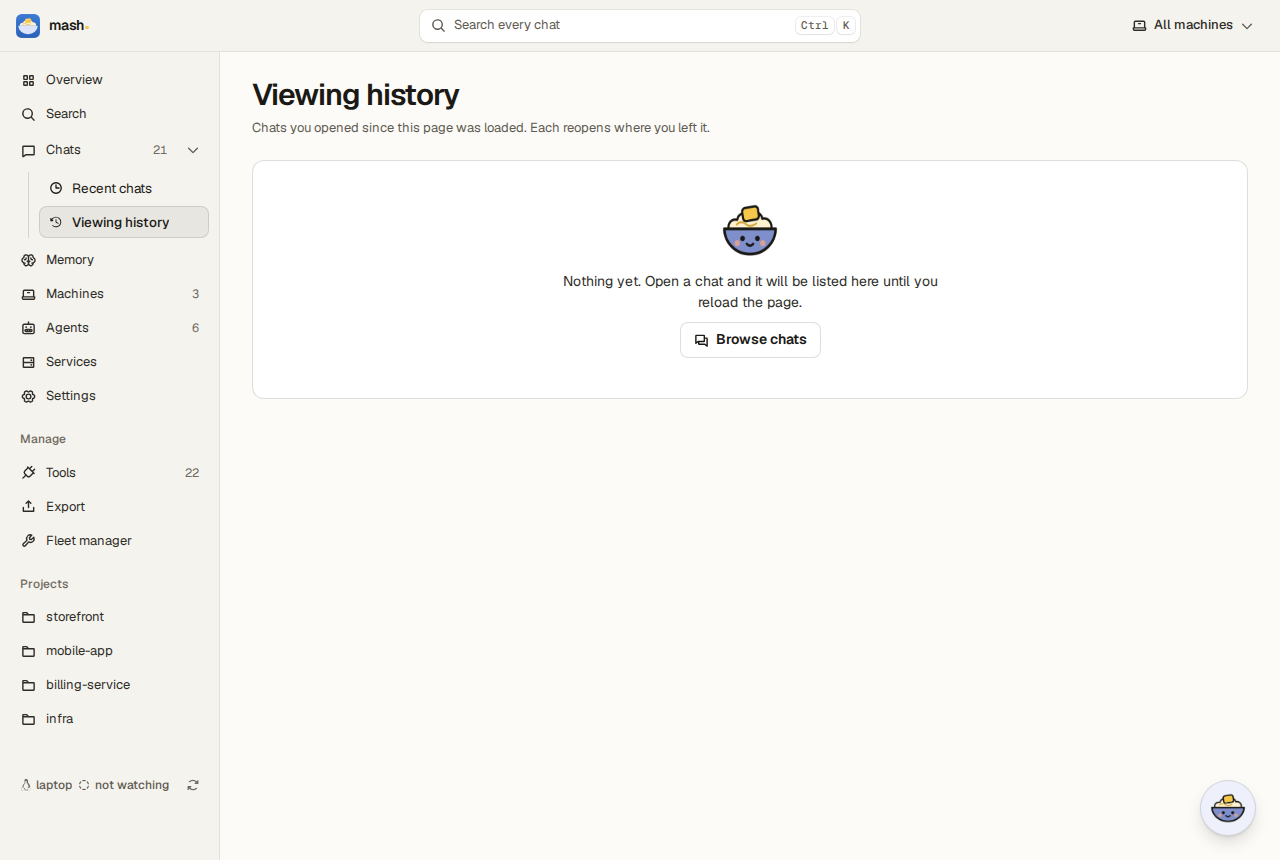 mash.
Search every chat
Ctrl K
All machines
Overview
Search
Chats 21
Recent chats
Viewing history
Memory
Machines 3
Agents 6
Services
Settings
Manage
Tools 22
Export
Fleet manager
Projects
storefront
mobile-app
billing-service
infra
laptop not watching
Viewing history
Chats you opened since this page was loaded. Each reopens where you left it.
Nothing yet. Open a chat and it will be listed here until you
reload the page.
Browse chats